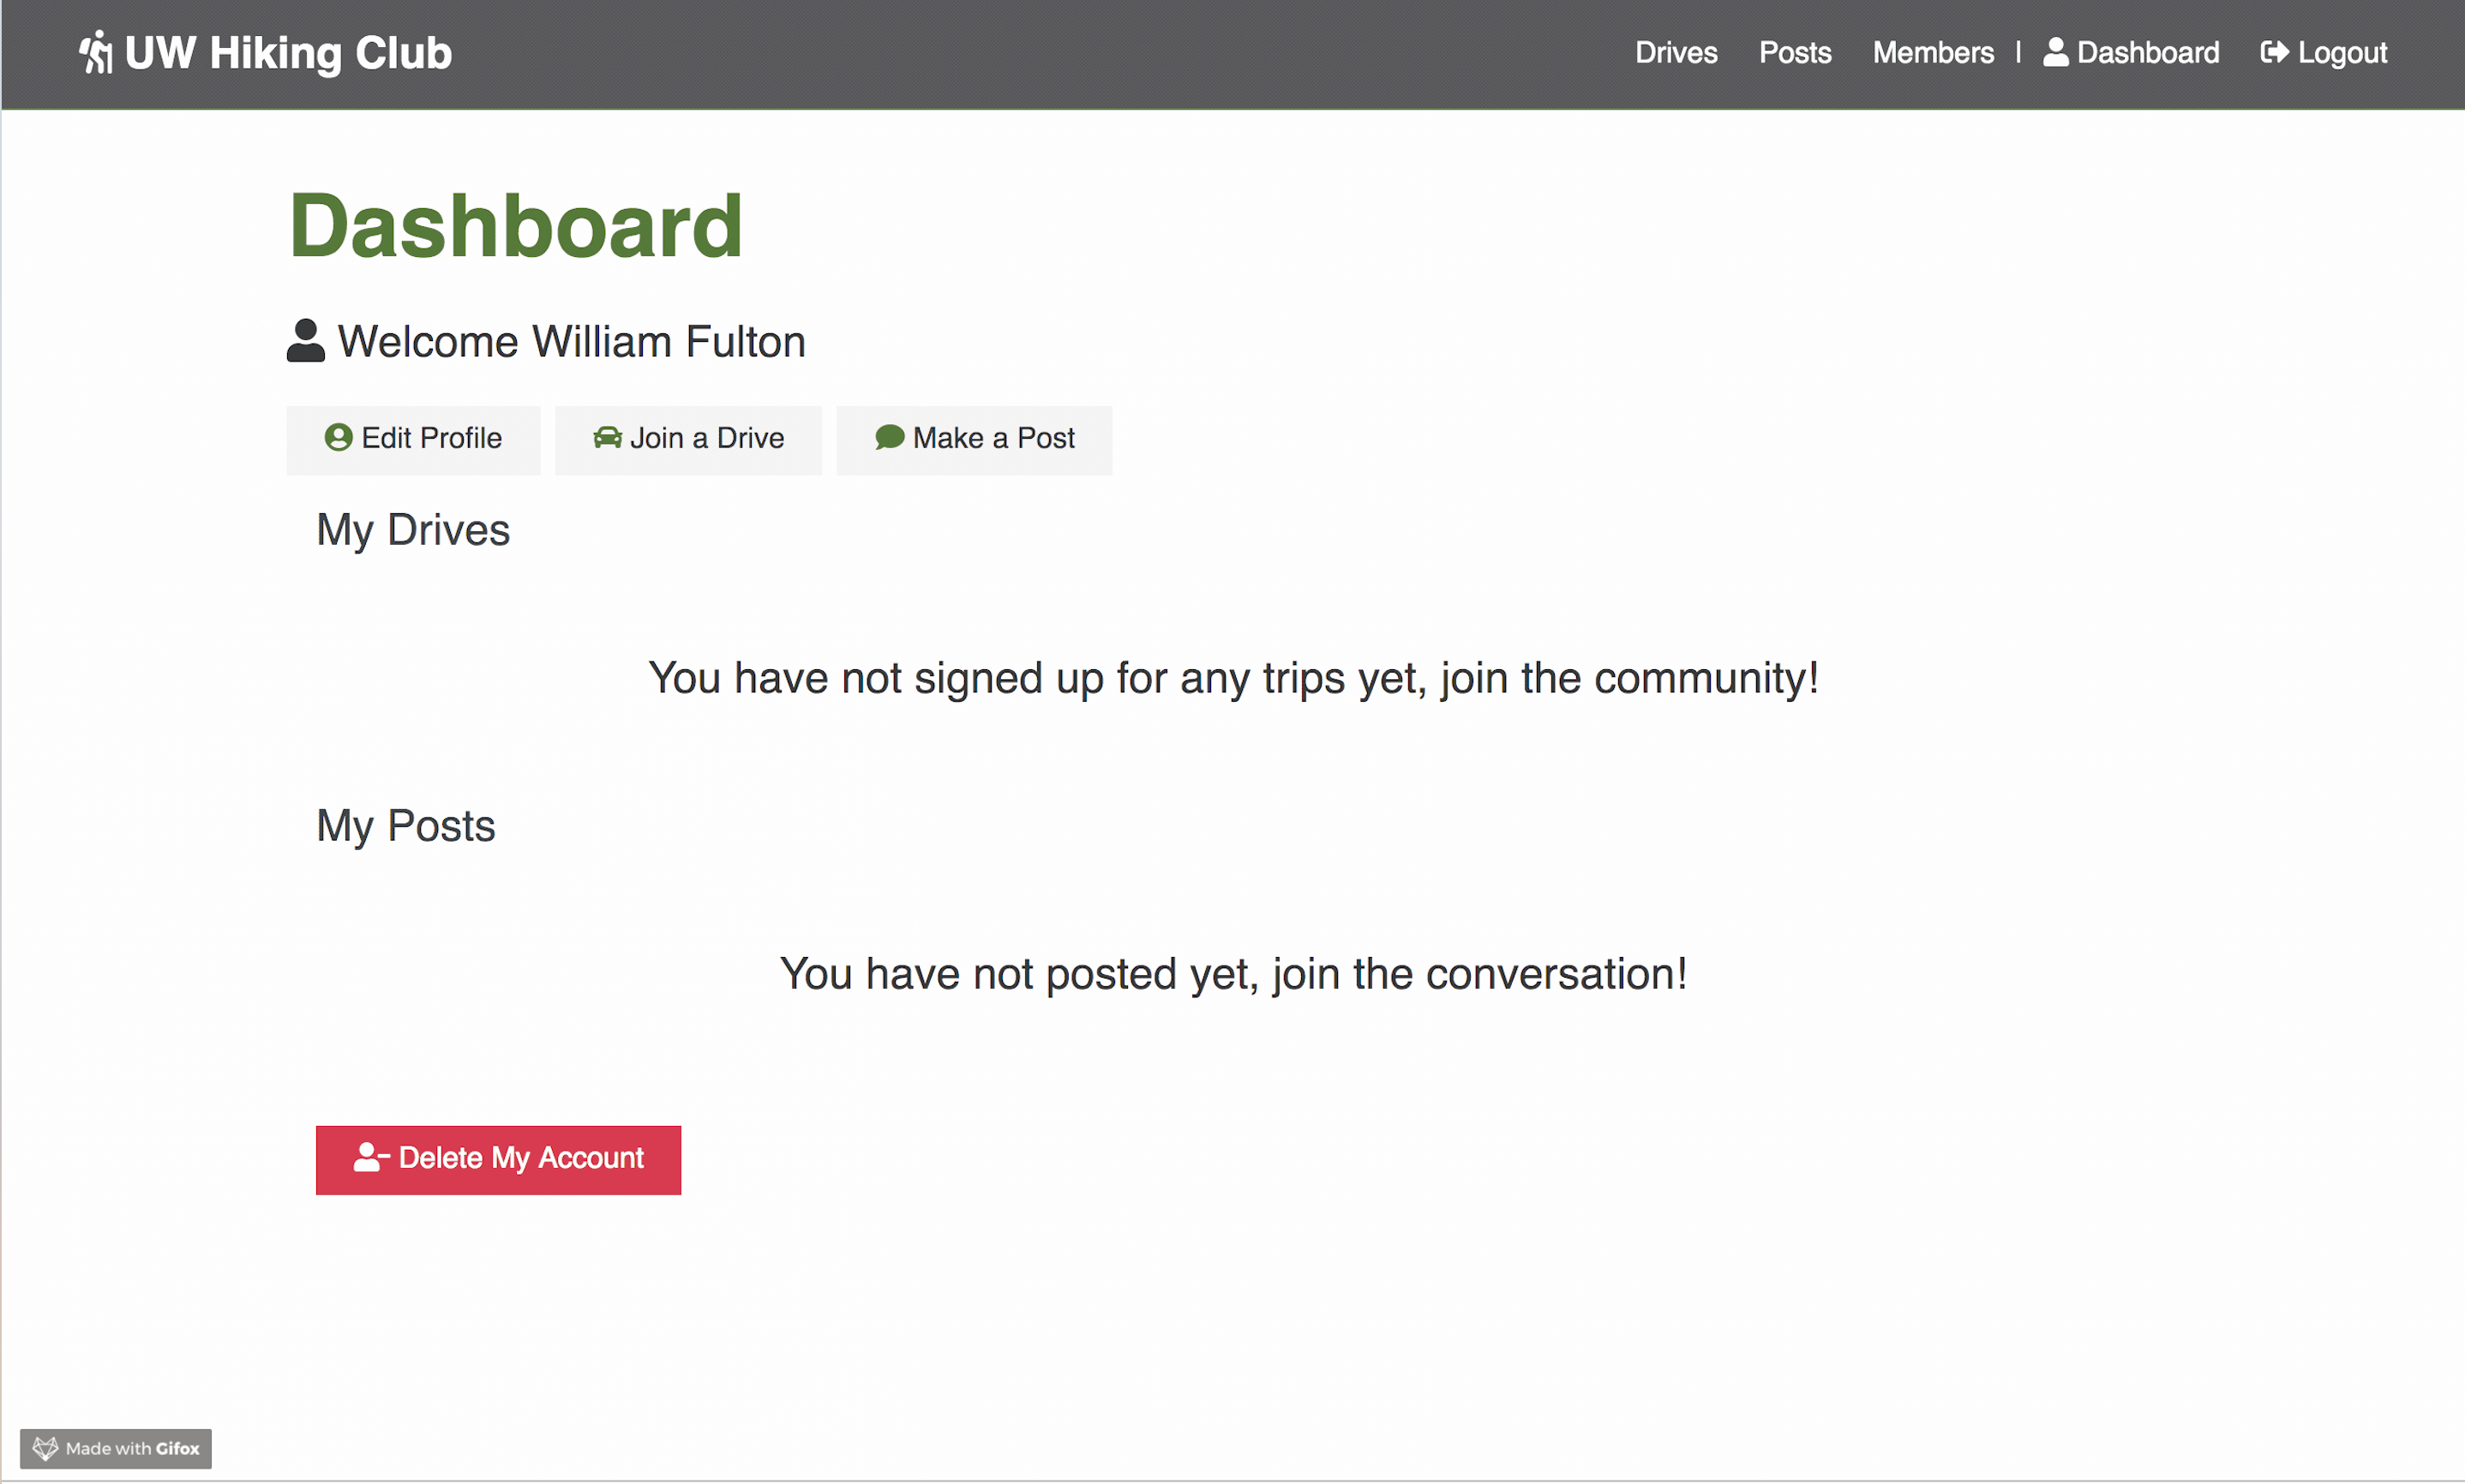 UW Hiking Club
Drives Posts Members | Dashboard Logout
Dashboard
Welcome William Fulton
Edit Profile Join a Drive Make a Post
My Drives
You have not signed up for any trips yet, join the community!
My Posts
You have not posted yet, join the conversation!
Delete My Account
Made with Gifox